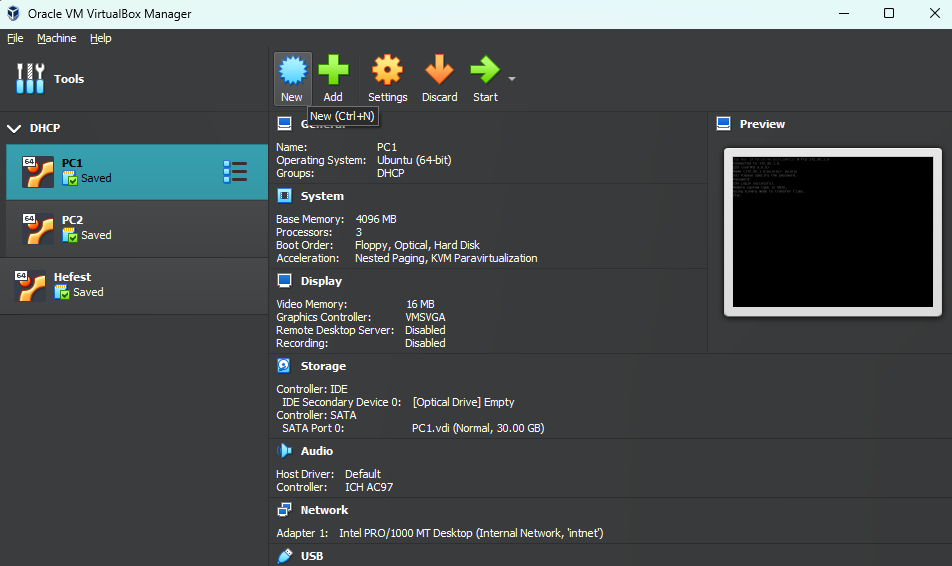 Oracle VM VirtualBox Manager
File Machine Help
Tools
New Add Settings Discard Start
New (Ctrl+N)
DHCP
64 PC1
Saved
64 PC2
Saved
64 Hefest
Saved
General
Name: PC1
Operating System: Ubuntu (64-bit)
Groups: DHCP
System
Base Memory: 4096 MB
Processors: 3
Boot Order: Floppy, Optical, Hard Disk
Acceleration: Nested Paging, KVM Paravirtualization
Display
Video Memory: 16 MB
Graphics Controller: VMSVGA
Remote Desktop Server: Disabled
Recording: Disabled
Storage
Controller: IDE
IDE Secondary Device 0: [Optical Drive] Empty
Controller: SATA
SATA Port 0: PC1.vdi (Normal, 30.00 GB)
Audio
Host Driver: Default
Controller: ICH AC97
Network
Adapter 1: Intel PRO/1000 MT Desktop (Internal Network, 'intnet')
USB
Preview